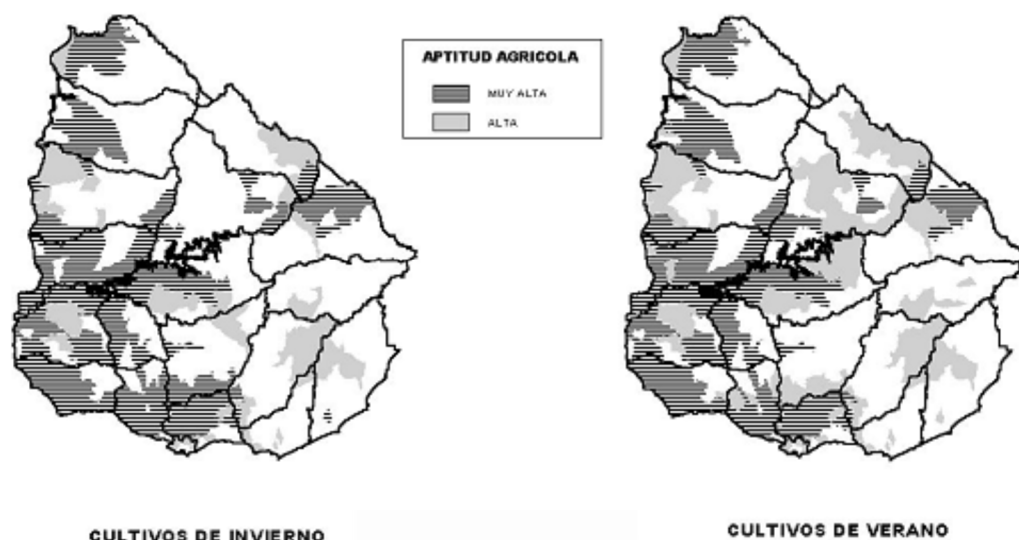 APTITUD AGRICOLA
MUY ALTA
ALTA
CULTIVOS DE INVIERNO
CULTIVOS DE VERANO